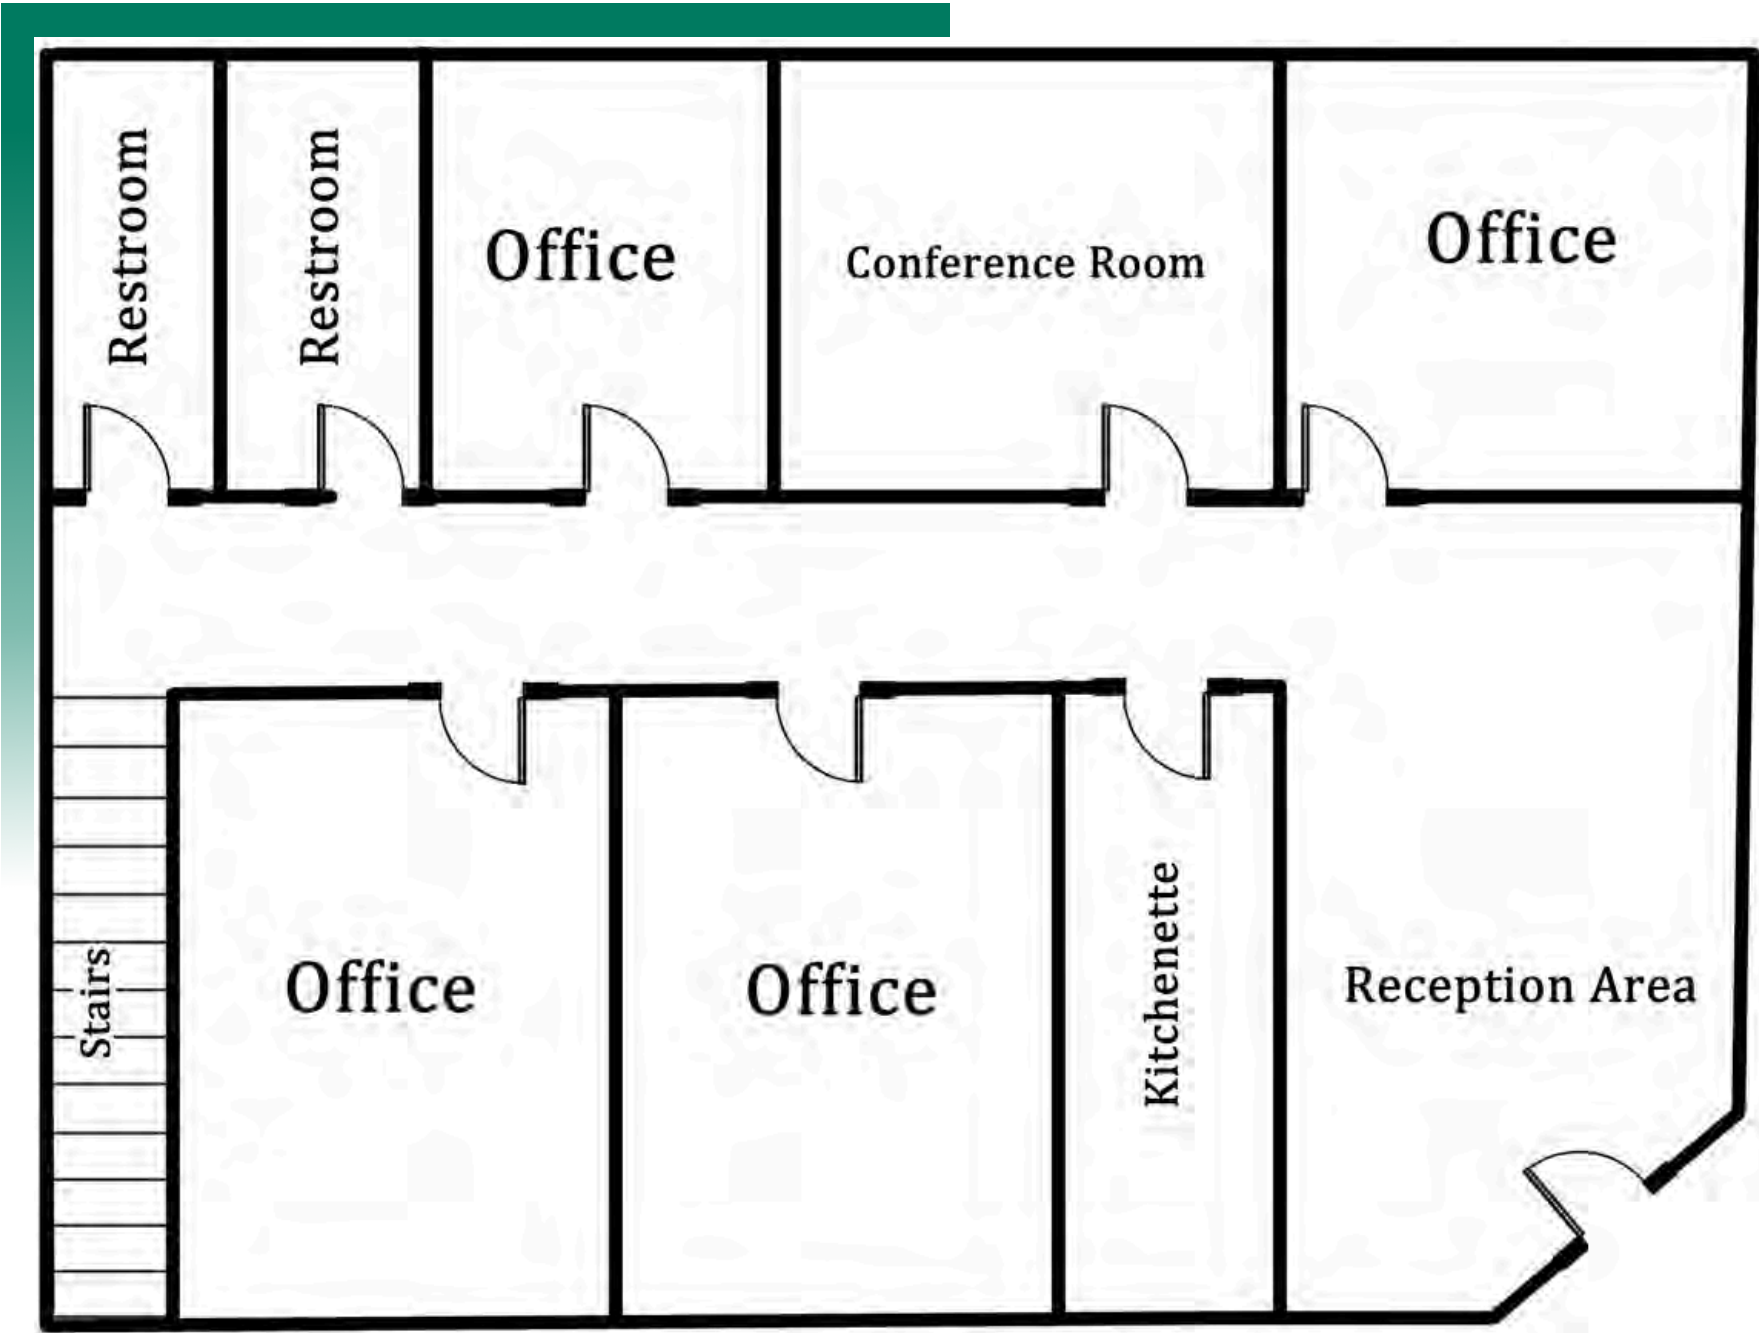 Restroom
Restroom
Office
Conference Room
Office
Stairs
Office
Office
Kitchenette
Reception Area